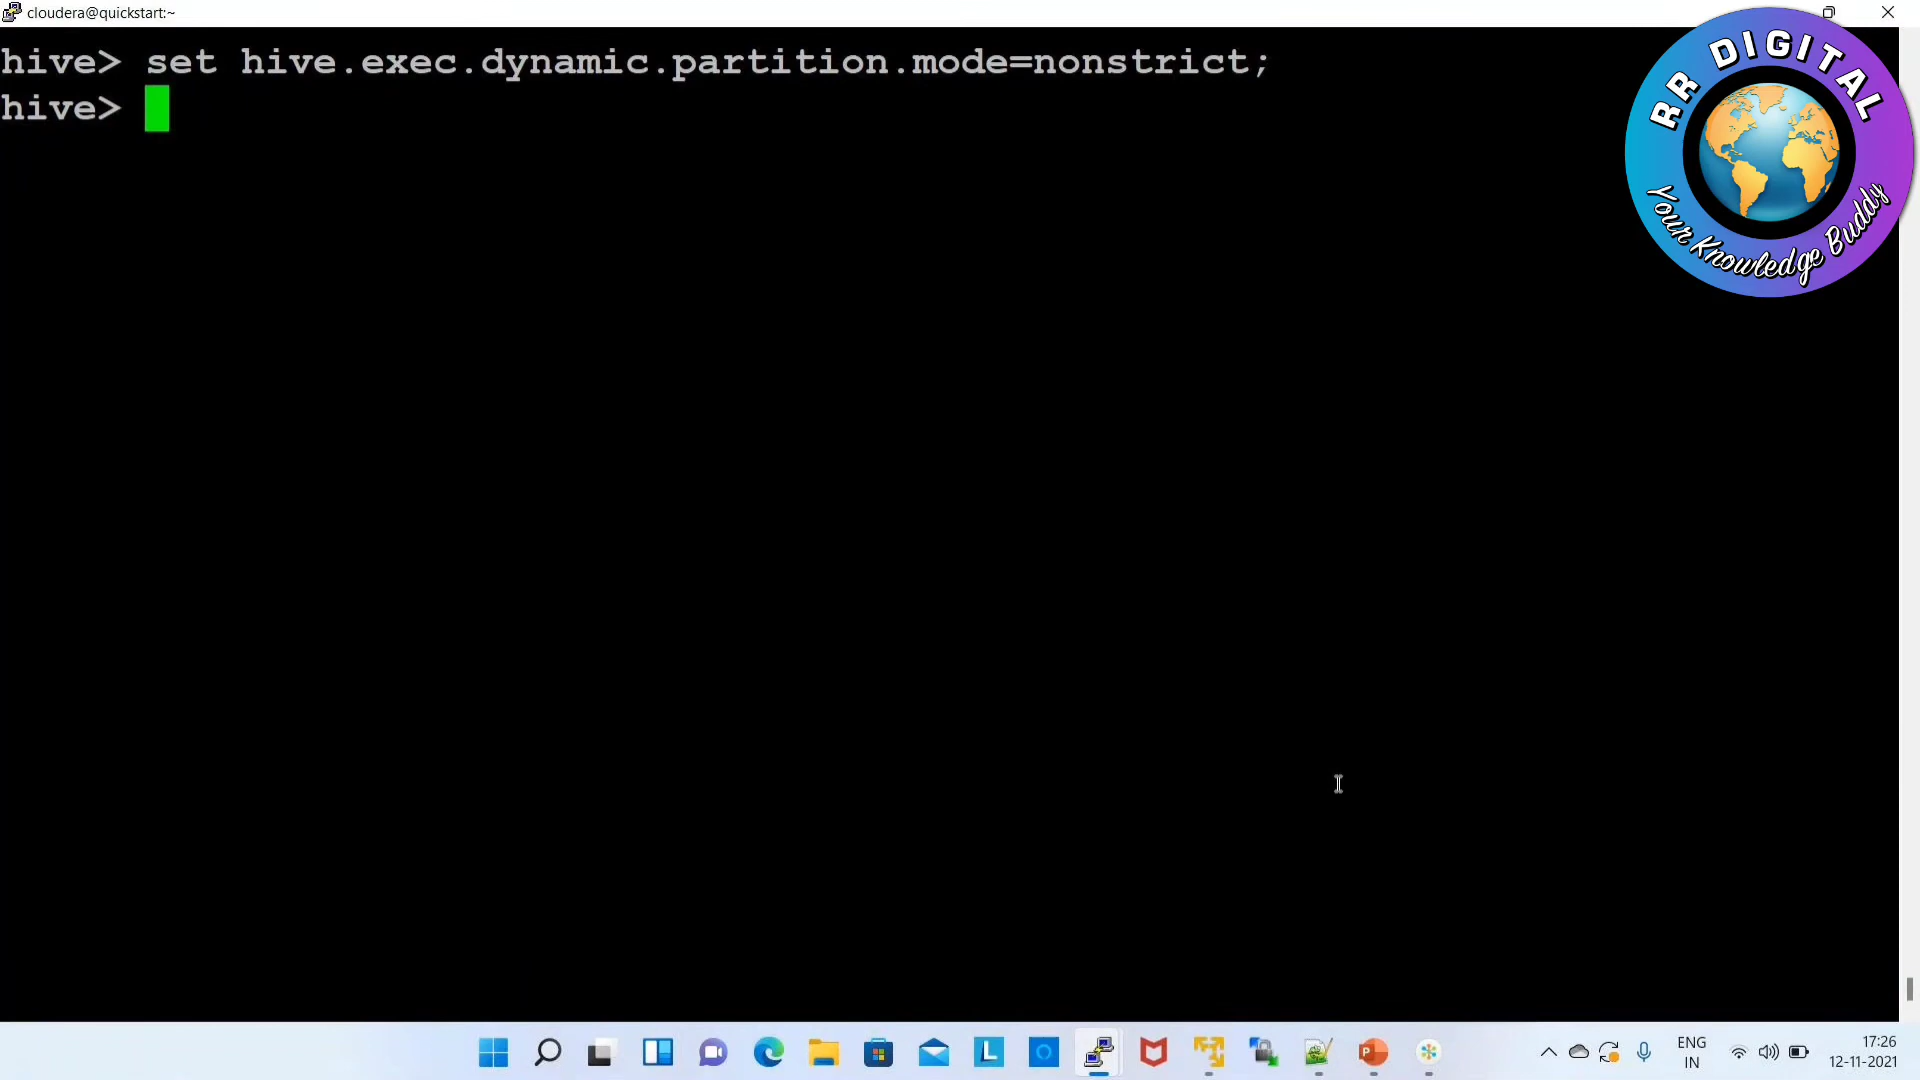 cloudera@quickstart:~
hive> set hive.exec.dynamic.partition.mode=nonstrict;
hive>
RR DIGITAL
Your Knowledge Buddy
ENG
IN
17:26
12-11-2021